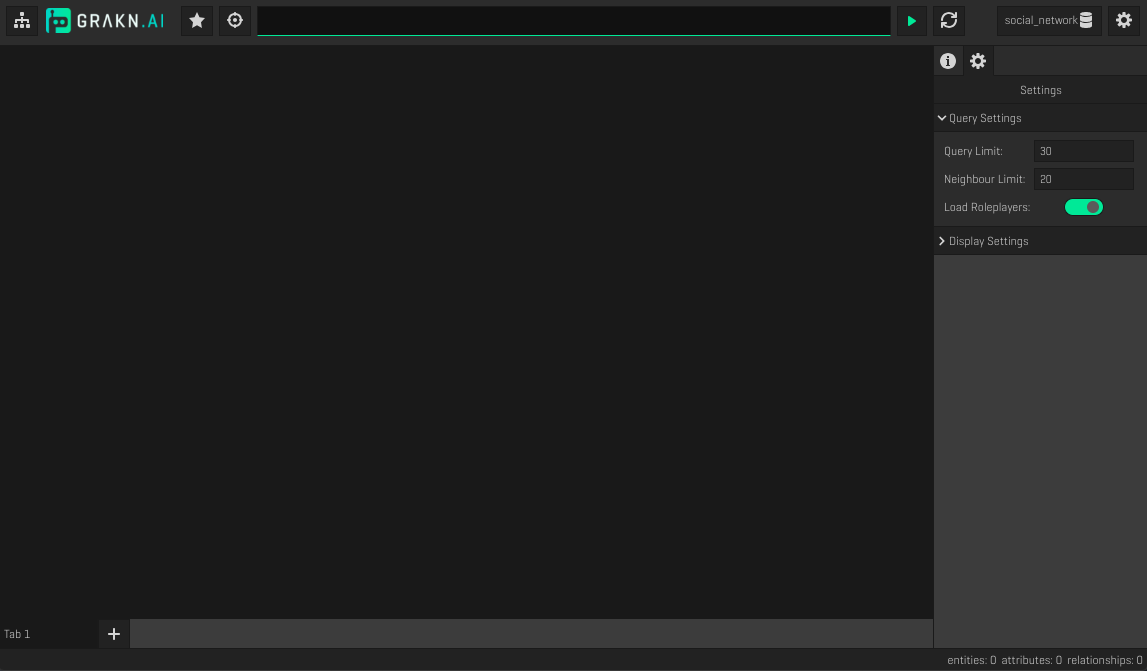 GRAKN.AI
social_network
Settings
Query Settings
Query Limit: 30
Neighbour Limit: 20
Load Roleplayers:
Display Settings
Tab 1
entities: 0 attributes: 0 relationships: 0